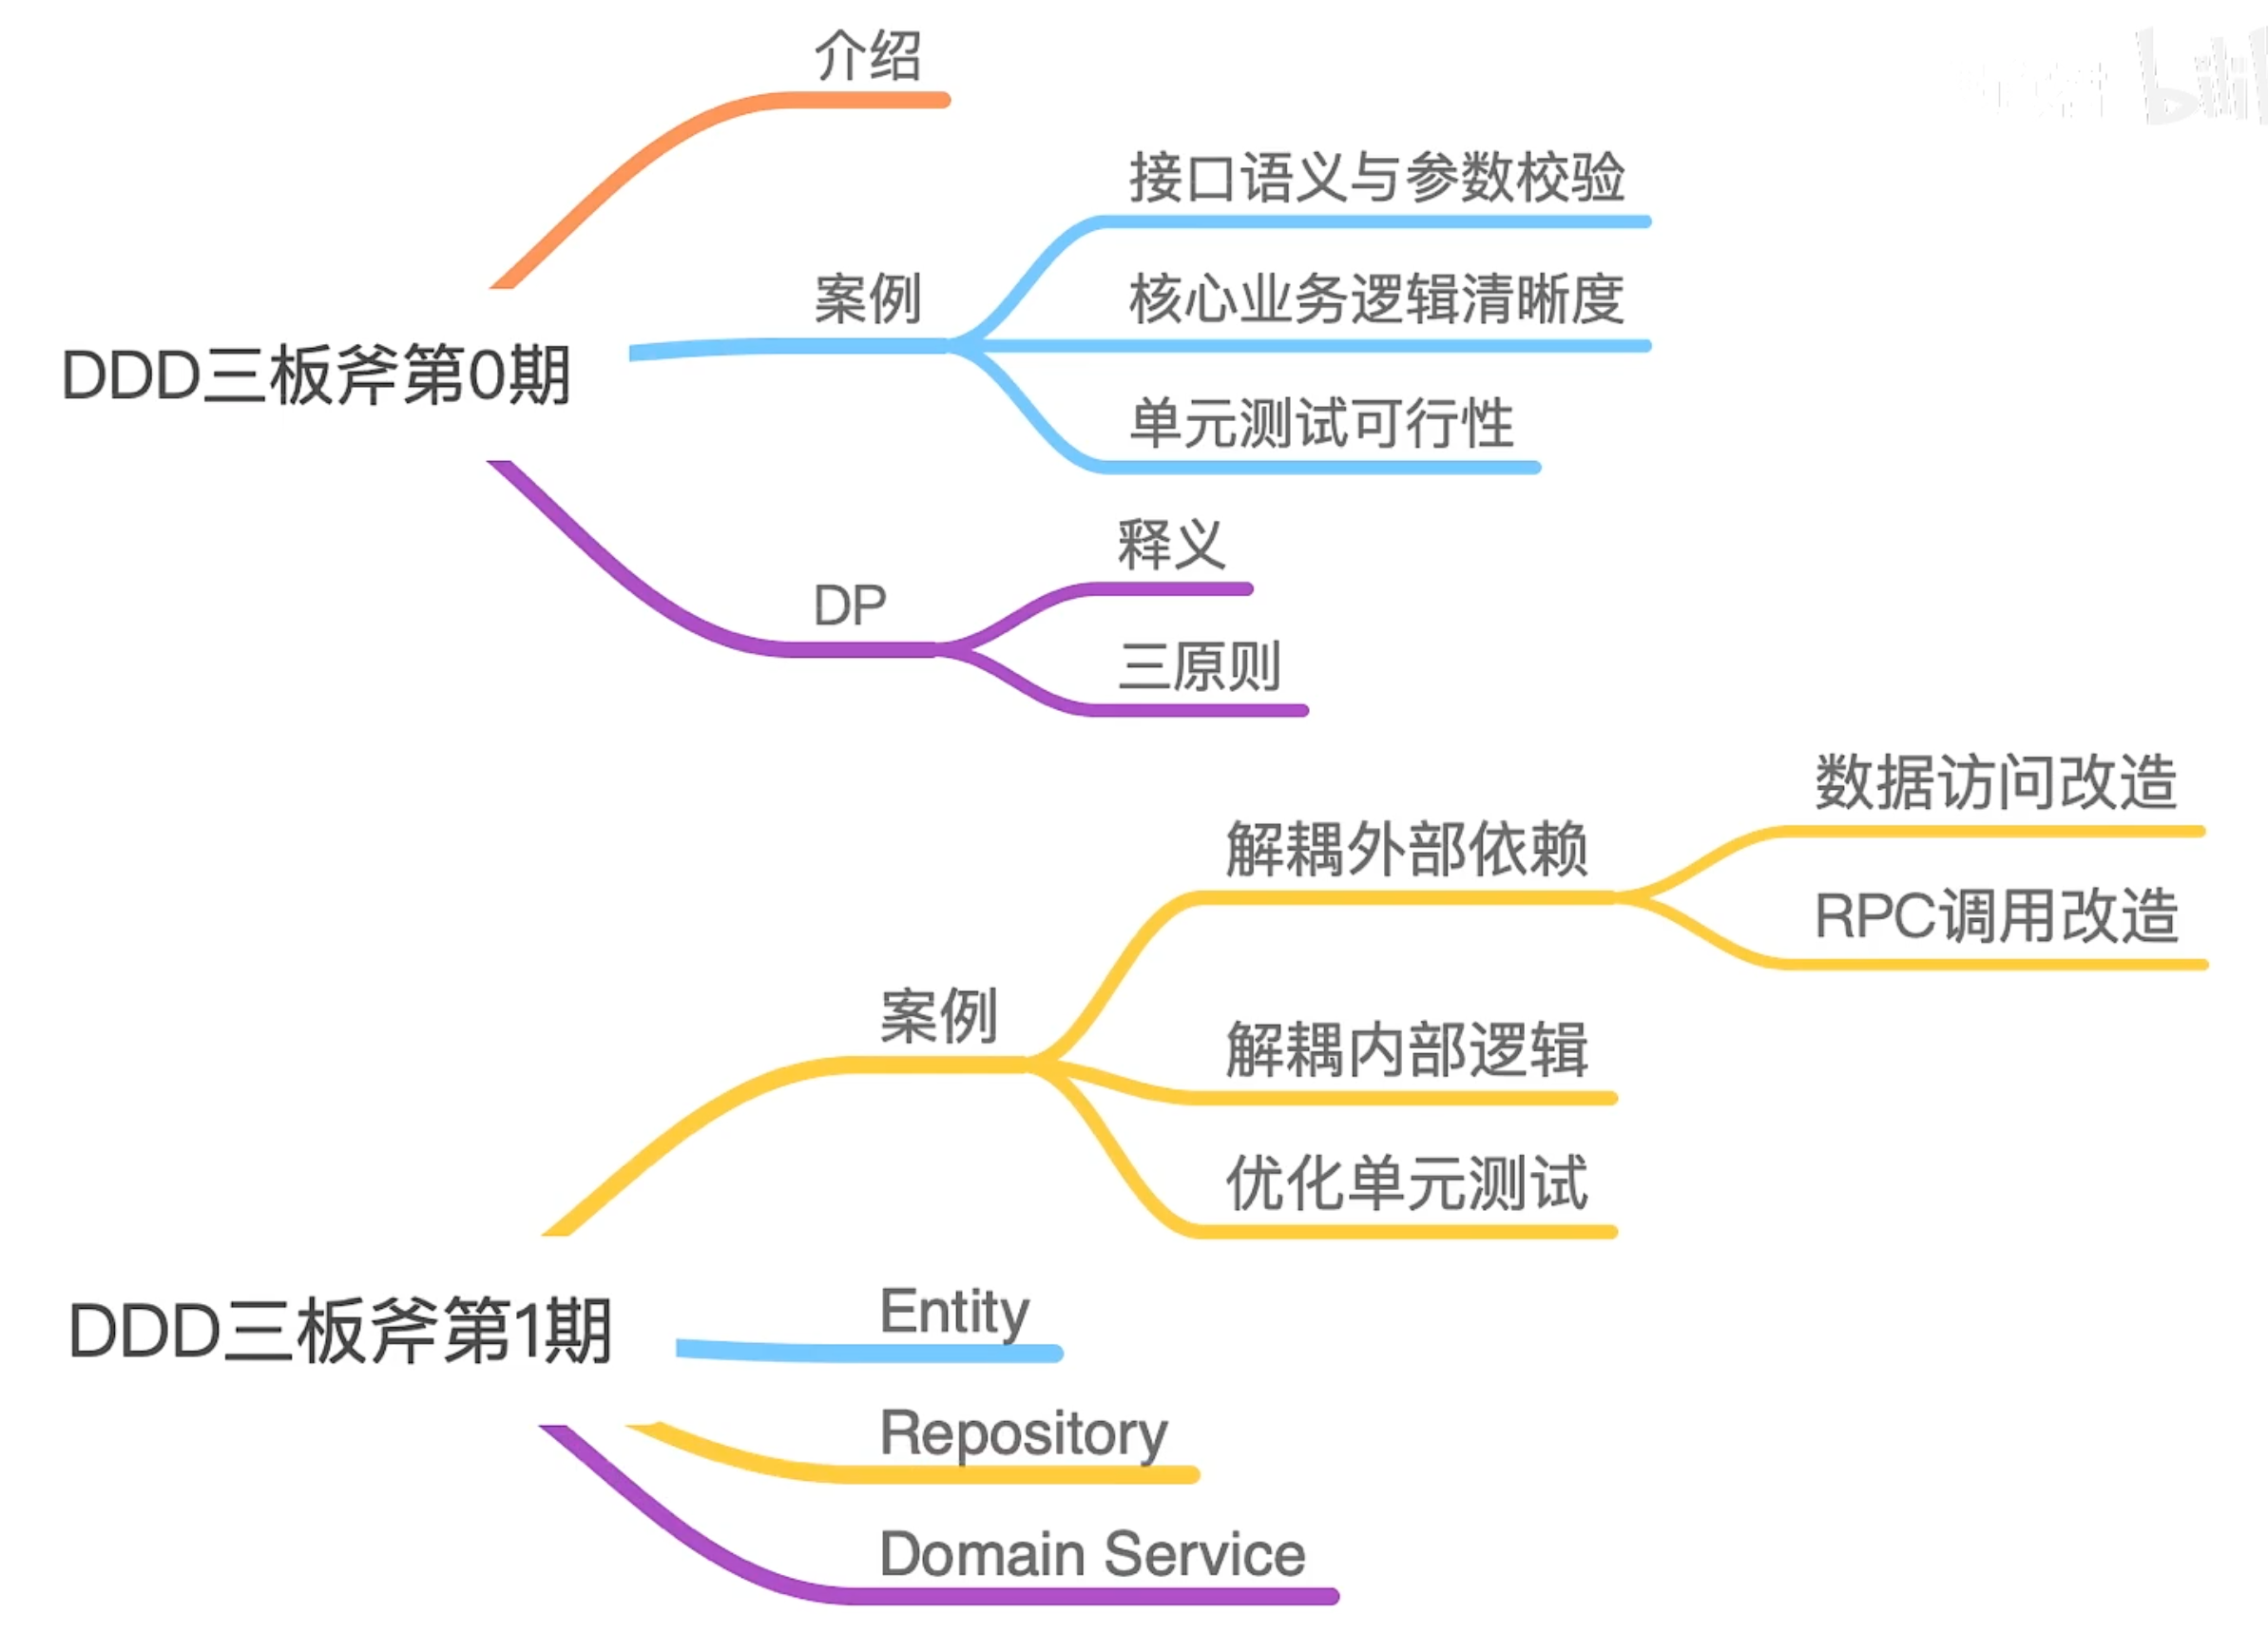 介绍
接口语义与参数校验
案例
核心业务逻辑清晰度
DDD三板斧第0期
单元测试可行性
释义
DP
三原则
数据访问改造
解耦外部依赖
RPC调用改造
案例
解耦内部逻辑
优化单元测试
Entity
DDD三板斧第1期
Repository
Domain Service